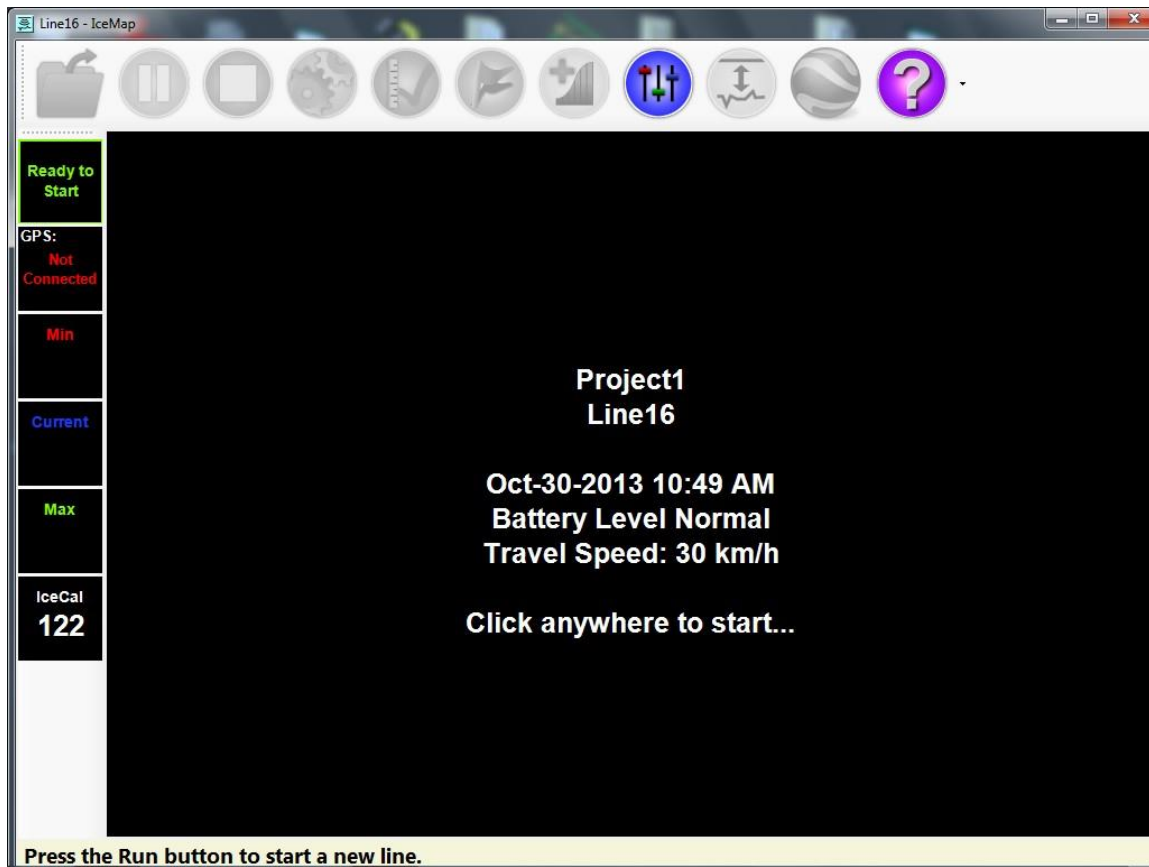 Line16 - IceMap
Ready to
Start
GPS:
Not
Connected
Min
Current
Max
IceCal
122
Project1
Line16
Oct-30-2013 10:49 AM
Battery Level Normal
Travel Speed: 30 km/h
Click anywhere to start...
Press the Run button to start a new line.